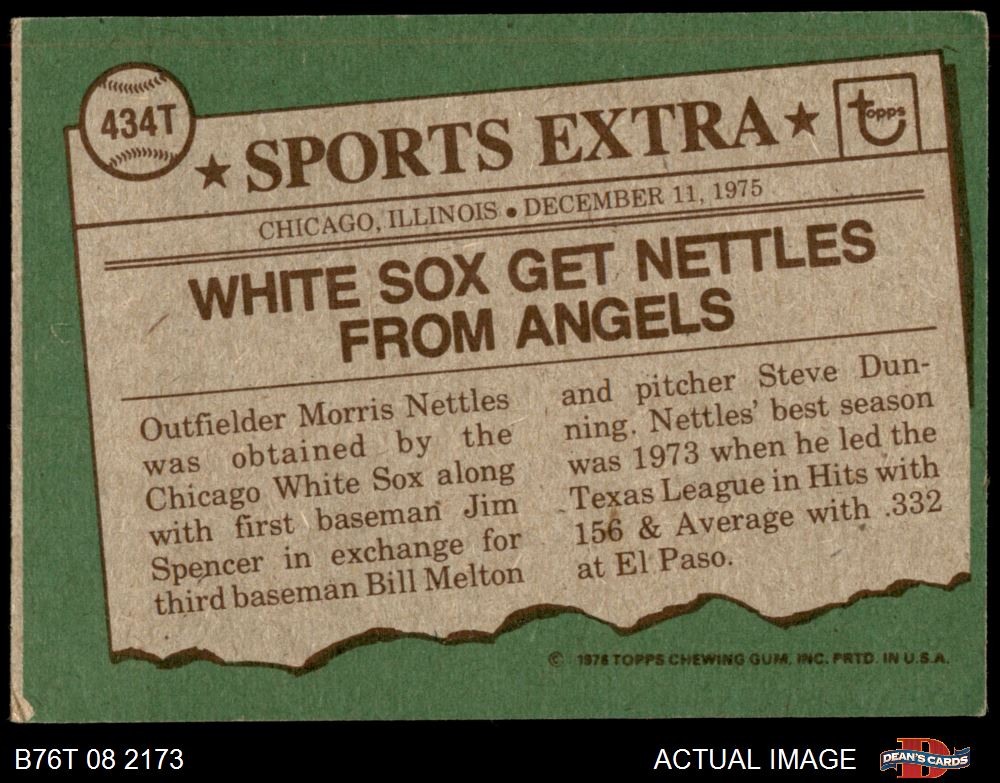 434T
★ SPORTS EXTRA ★
topps
CHICAGO, ILLINOIS • DECEMBER 11, 1975
WHITE SOX GET NETTLES
FROM ANGELS
Outfielder Morris Nettles
was obtained by the
Chicago White Sox along
with first baseman Jim
Spencer in exchange for
third baseman Bill Melton
and pitcher Steve Dun-
ning. Nettles' best season
was 1973 when he led the
Texas League in Hits with
156 & Average with .332
at El Paso.
© 1976 TOPPS CHEWING GUM, INC. PRTD. IN U.S.A.
B76T 08 2173
ACTUAL IMAGE
DEAN'S CARDS